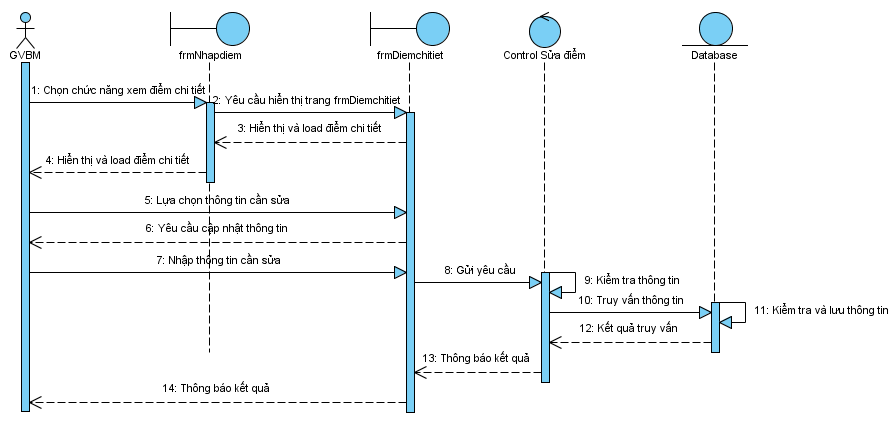 GVBM
frmNhapdiem
frmDiemchitiet
Control Sửa điểm
Database
1: Chọn chức năng xem điểm chi tiết
2: Yêu cầu hiển thị trang frmDiemchitiet
3: Hiển thị và load điểm chi tiết
4: Hiển thị và load điểm chi tiết
5: Lựa chọn thông tin cần sửa
6: Yêu cầu cập nhật thông tin
7: Nhập thông tin cần sửa
8: Gửi yêu cầu
9: Kiểm tra thông tin
10: Truy vấn thông tin
11: Kiểm tra và lưu thông tin
12: Kết quả truy vấn
13: Thông báo kết quả
14: Thông báo kết quả